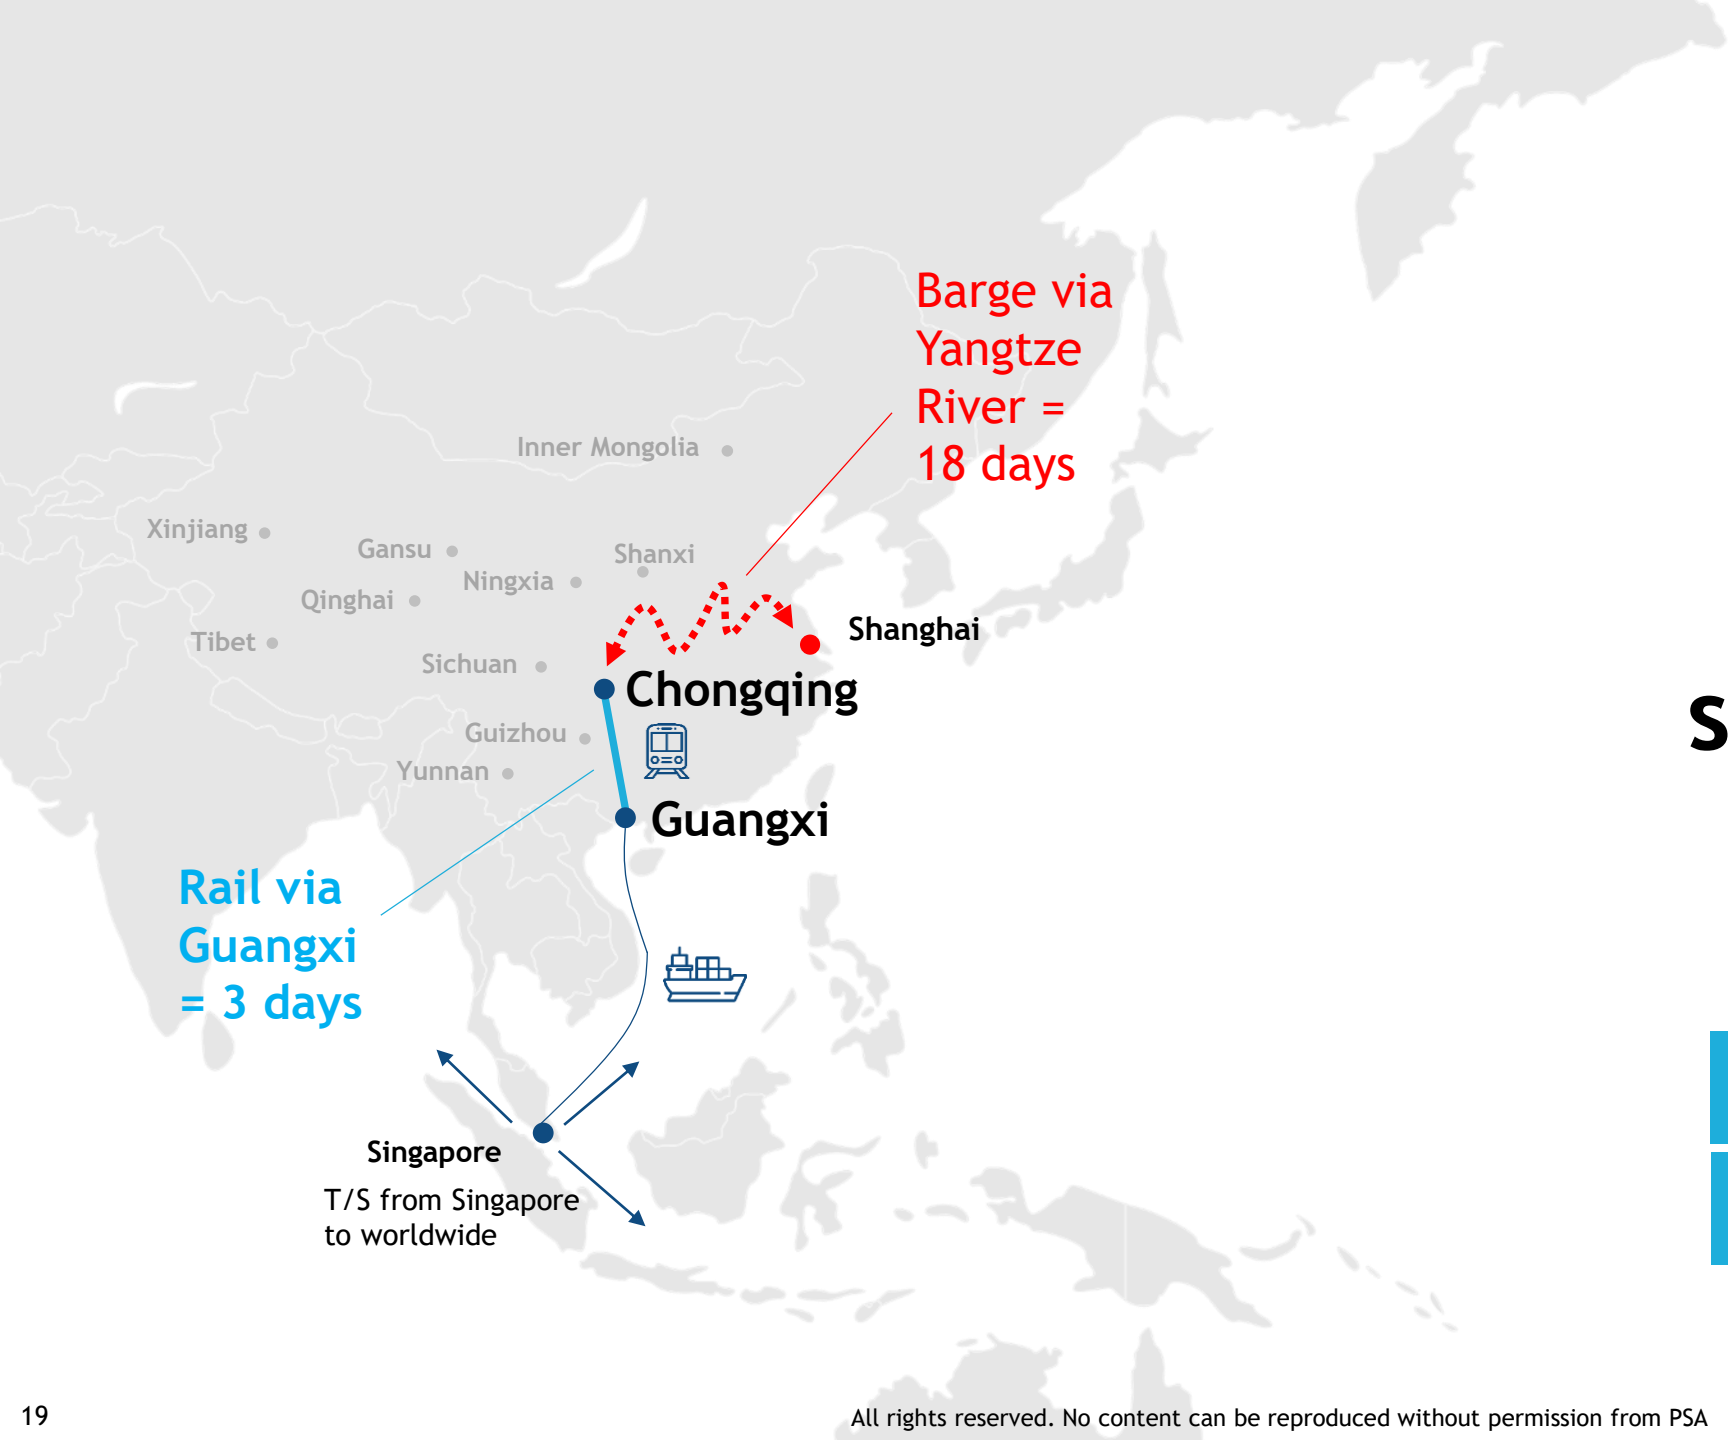 Barge via
Yangtze
River =
18 days
Inner Mongolia
Xinjiang
Gansu
Shanxi
Ningxia
Qinghai
Tibet
Shanghai
Sichuan
Chongqing
S
Guizhou
Yunnan
Guangxi
Rail via
Guangxi
= 3 days
Singapore
T/S from Singapore
to worldwide
19
All rights reserved. No content can be reproduced without permission from PSA